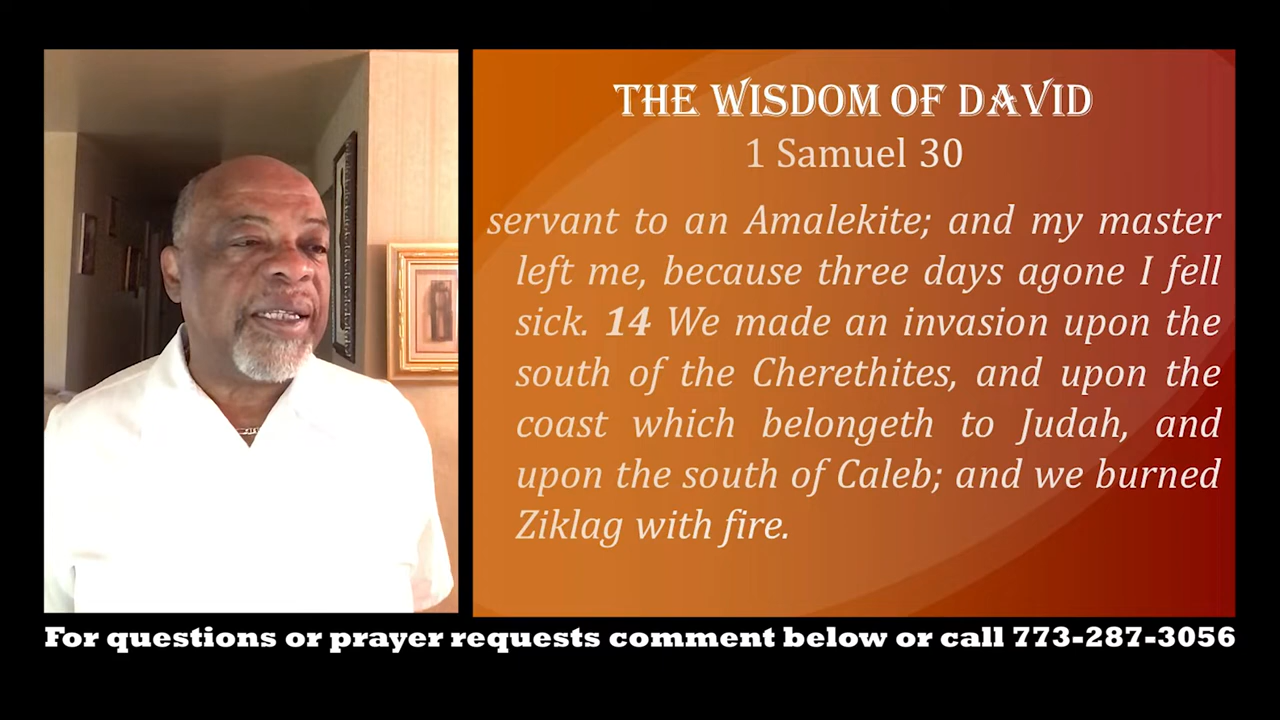 THE WISDOM OF DAVID
1 Samuel 30
servant to an Amalekite; and my master
left me, because three days agone I fell
sick. 14 We made an invasion upon the
south of the Cherethites, and upon the
coast which belongeth to Judah, and
upon the south of Caleb; and we burned
Ziklag with fire.
For questions or prayer requests comment below or call 773-287-3056